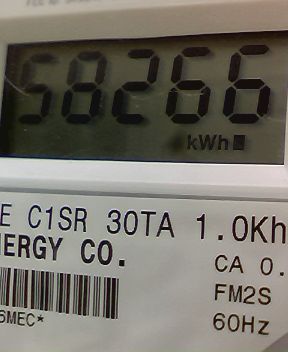 58266
kWh
E C1SR 30TA 1.0Kh
NERGY CO.
CA 0.
FM2S
6MEC*
60Hz